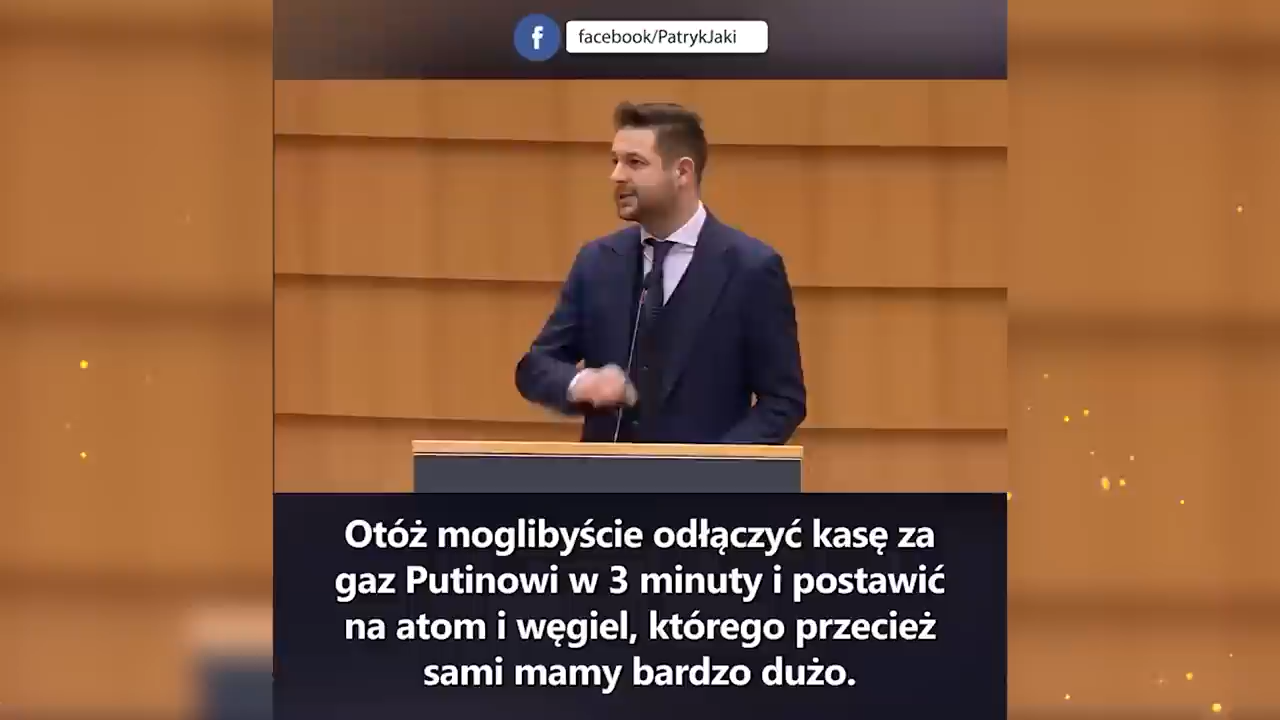 f facebook/PatrykJaki
Otóż moglibyście odłączyć kasę za
gaz Putinowi w 3 minuty i postawić
na atom i węgiel, którego przecież
sami mamy bardzo dużo.